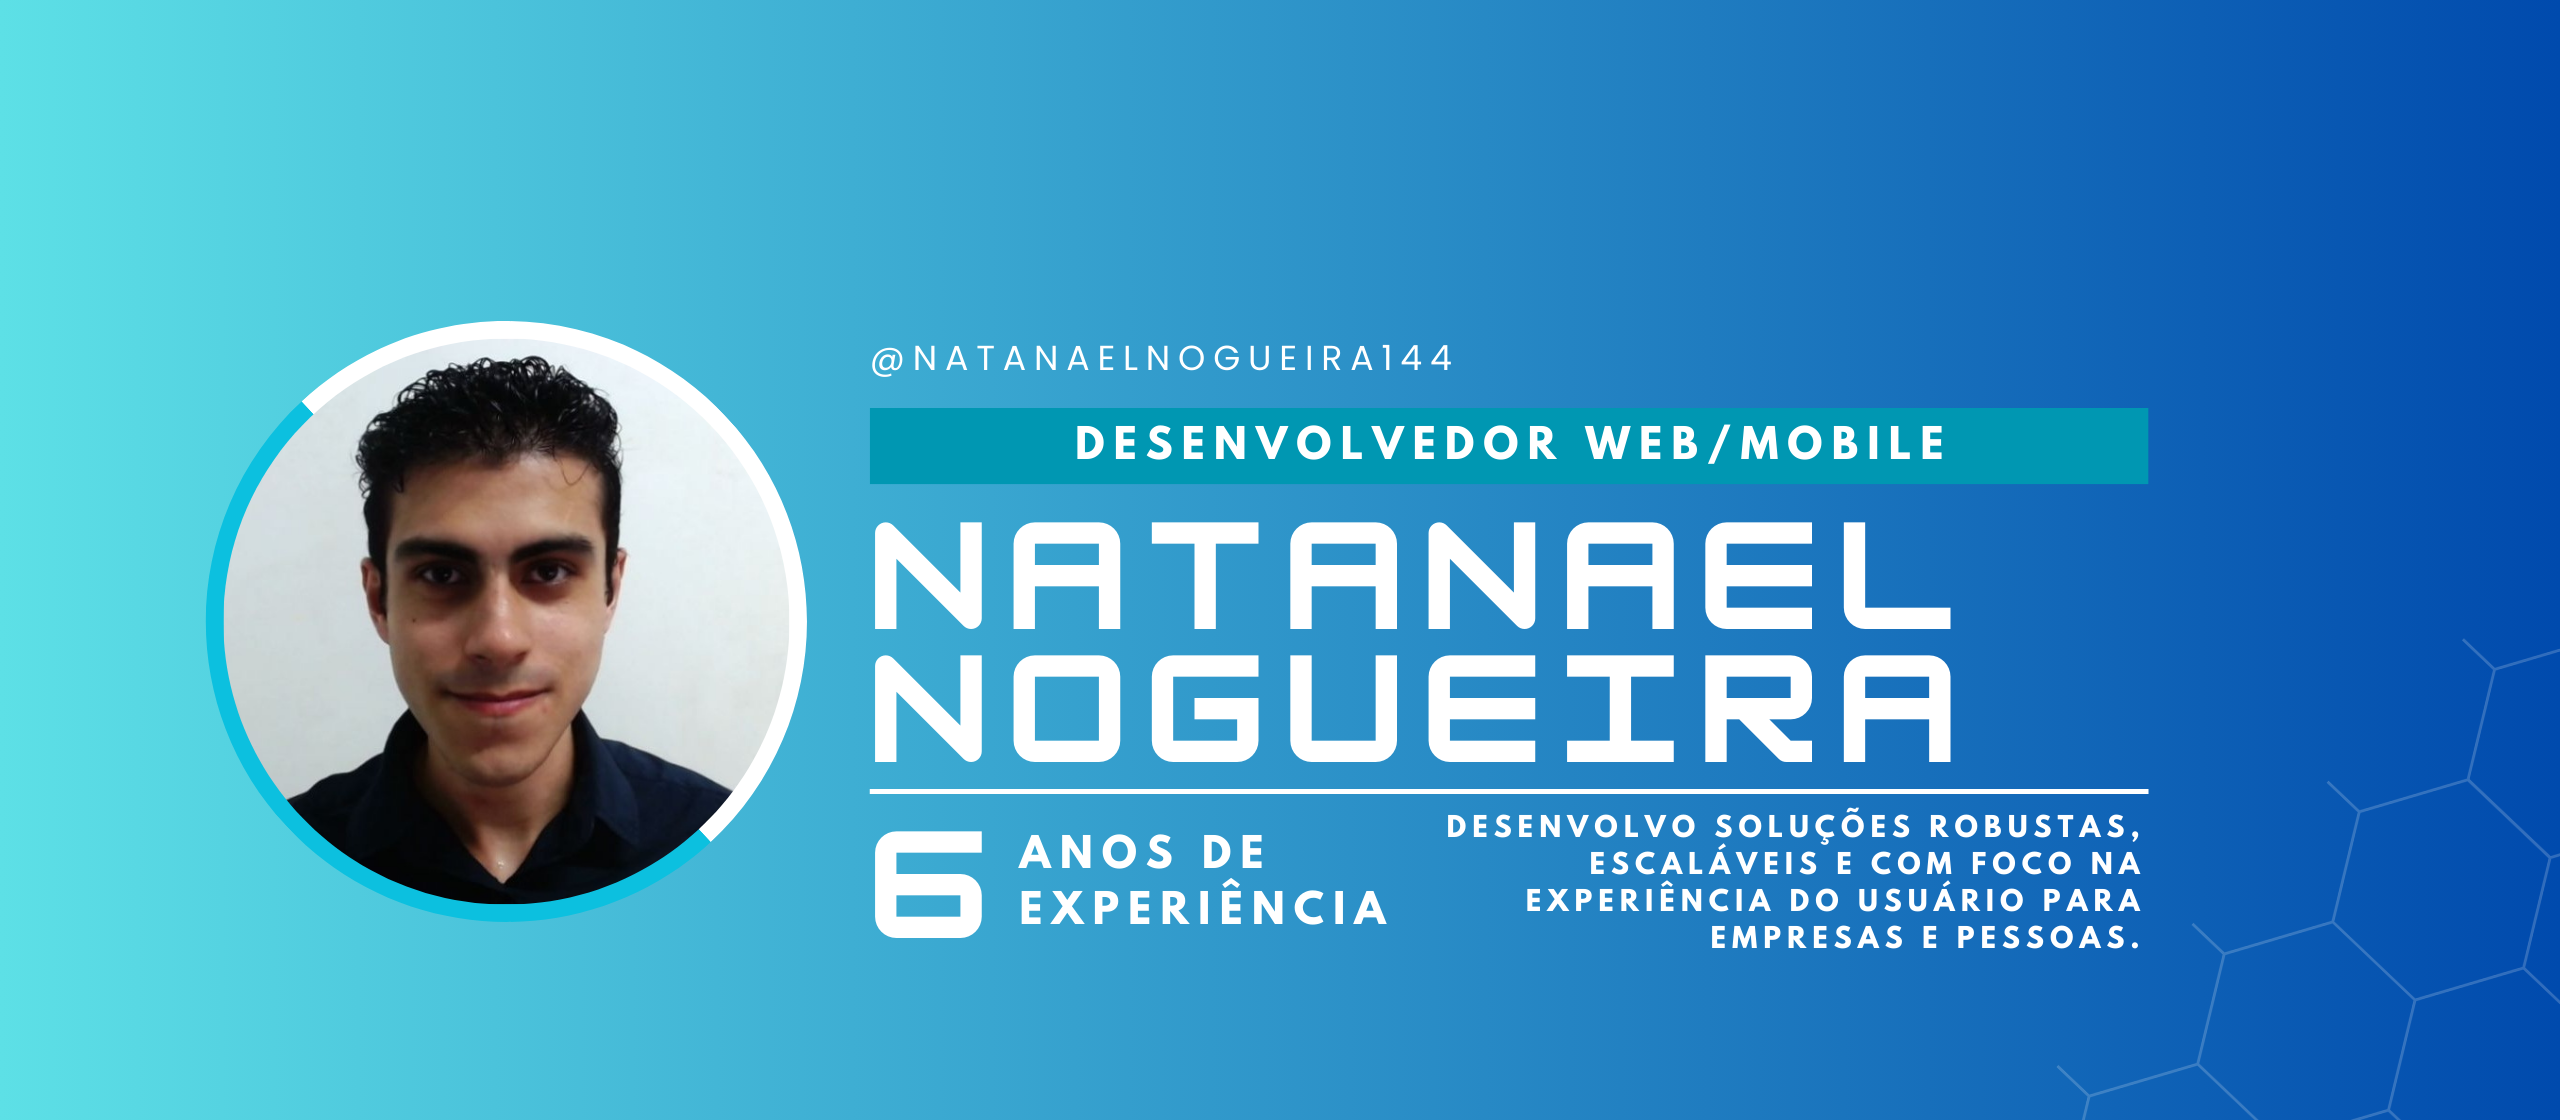 @NATANAELNOGUEIRA144
DESENVOLVEDOR WEB/MOBILE
NATANAEL
NOGUEIRA
6
ANOS DE
EXPERIÊNCIA
DESENVOLVO SOLUÇÕES ROBUSTAS,
ESCALÁVEIS E COM FOCO NA
EXPERIÊNCIA DO USUÁRIO PARA
EMPRESAS E PESSOAS.